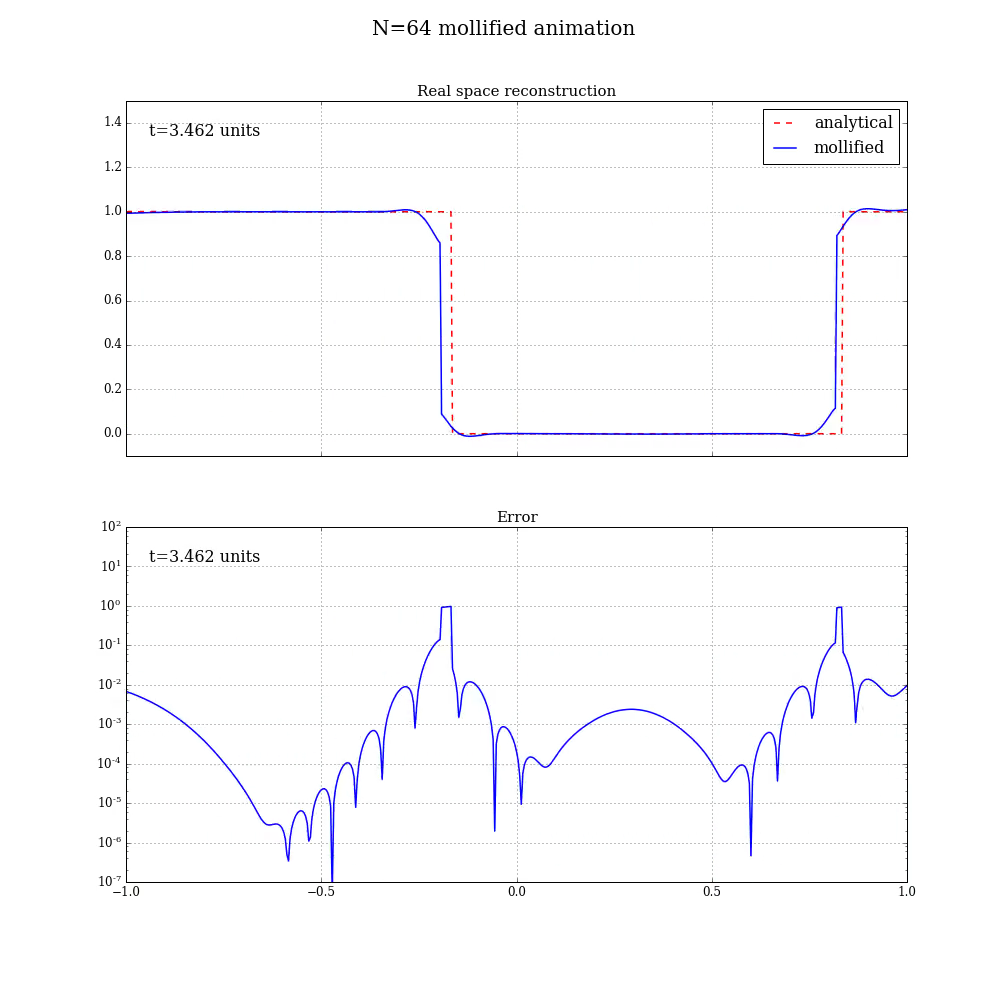 N=64 mollified animation
Real space reconstruction
t=3.462 units
analytical
mollified
1.4
1.2
1.0
0.8
0.6
0.4
0.2
0.0
Error
t=3.462 units
10²
10¹
10⁰
10⁻¹
10⁻²
10⁻³
10⁻⁴
10⁻⁵
10⁻⁶
10⁻⁷
−1.0 −0.5 0.0 0.5 1.0